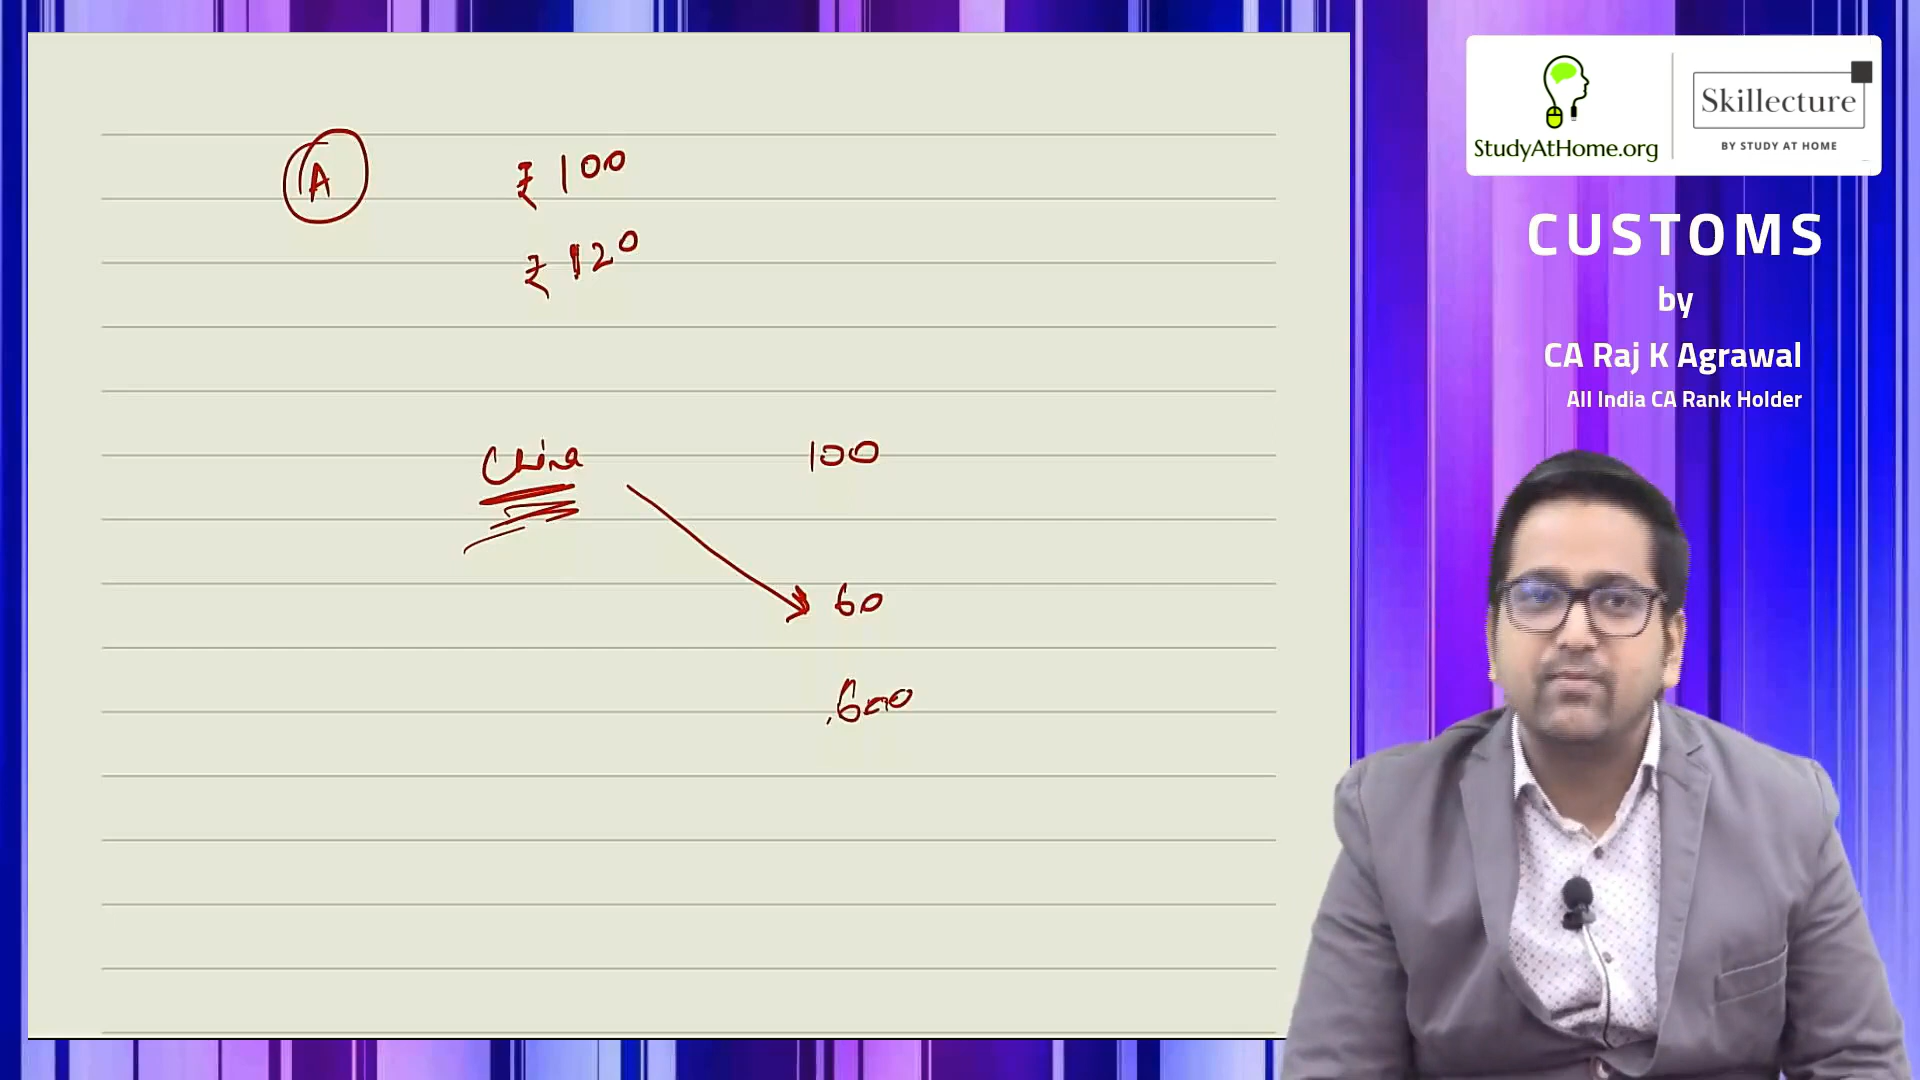 A ₹ 100
₹ 120
China 100
60
600
StudyAtHome.org
Skillecture
BY STUDY AT HOME
CUSTOMS
by
CA Raj K Agrawal
All India CA Rank Holder